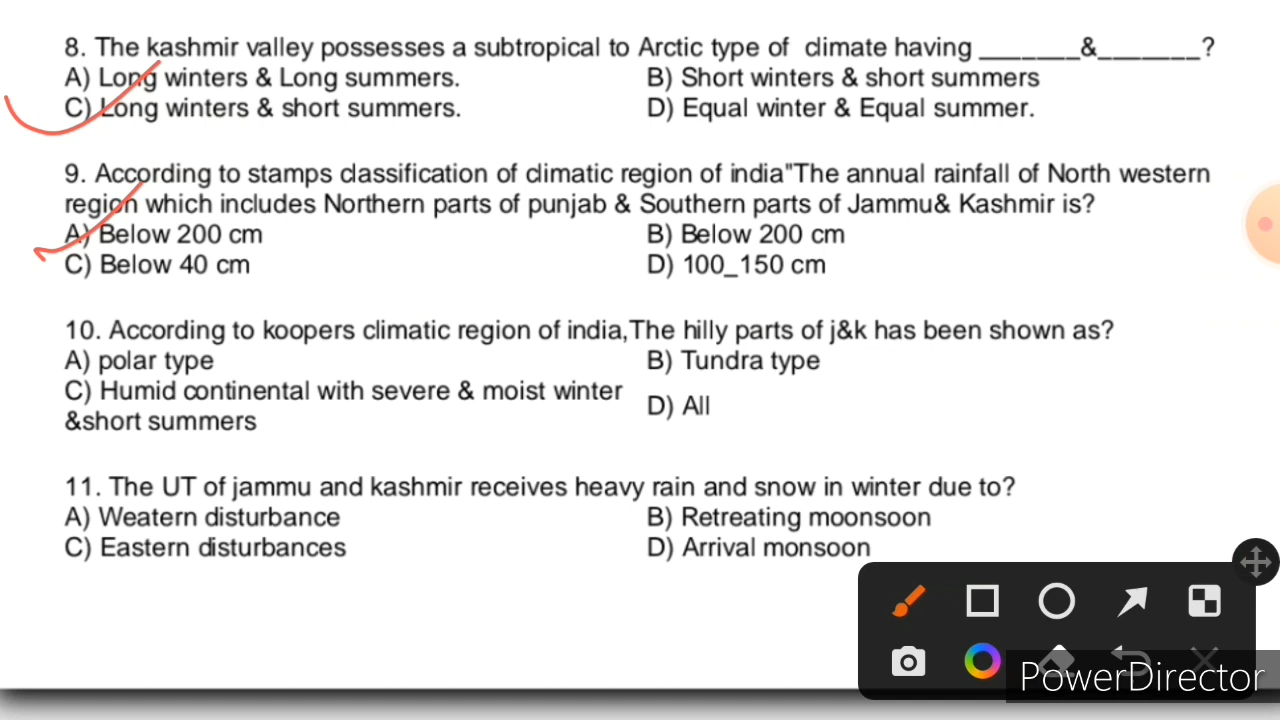 8. The kashmir valley possesses a subtropical to Arctic type of climate having _______&_______?
A) Long winters & Long summers. B) Short winters & short summers
C) Long winters & short summers. D) Equal winter & Equal summer.
9. According to stamps classification of climatic region of india"The annual rainfall of North western
region which includes Northern parts of punjab & Southern parts of Jammu& Kashmir is?
A) Below 200 cm B) Below 200 cm
C) Below 40 cm D) 100_150 cm
10. According to koopers climatic region of india,The hilly parts of j&k has been shown as?
A) polar type B) Tundra type
C) Humid continental with severe & moist winter
&short summers D) All
11. The UT of jammu and kashmir receives heavy rain and snow in winter due to?
A) Weatern disturbance B) Retreating moonsoon
C) Eastern disturbances D) Arrival monsoon
PowerDirector